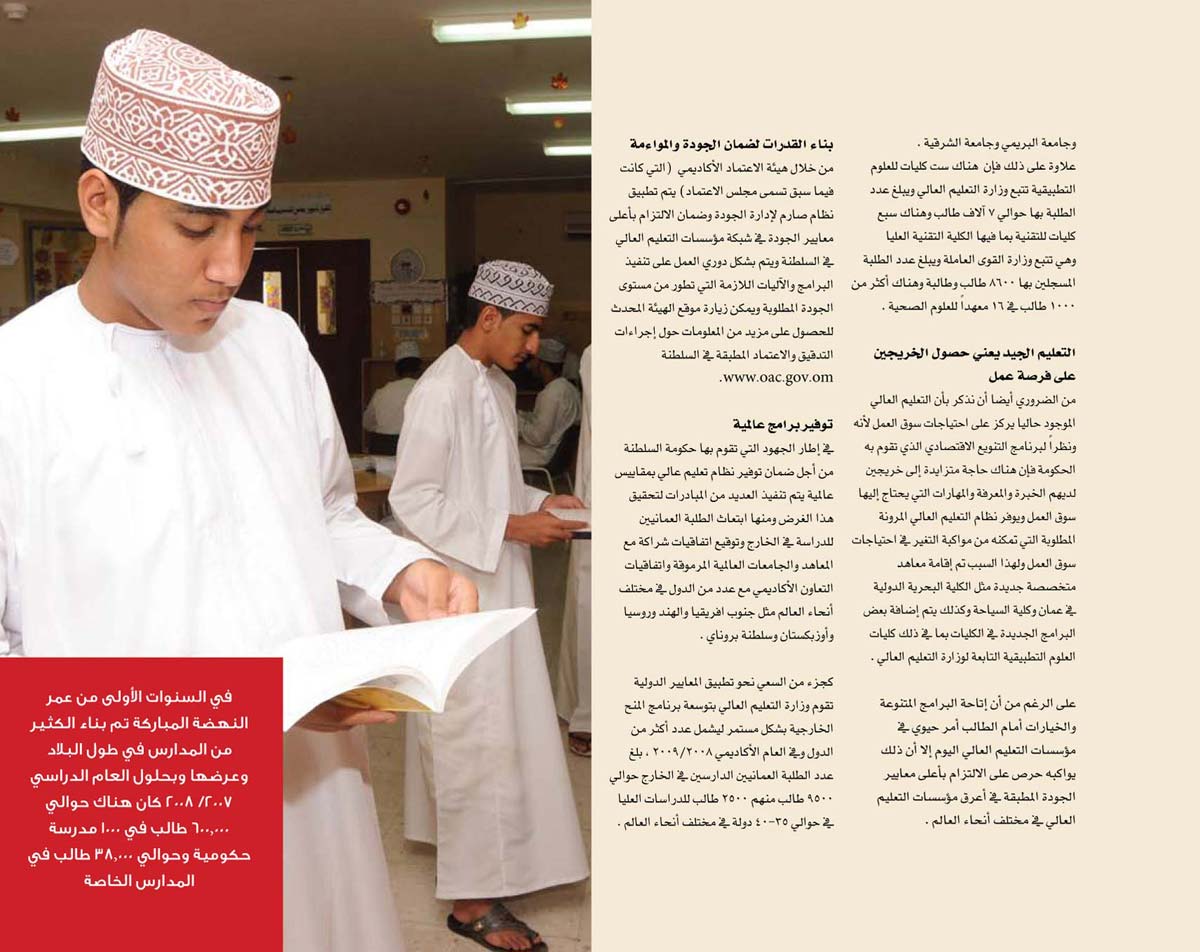 وجامعة البريمي وجامعة الشرقية .
علاوة على ذلك فإن هناك ست كليات للعلوم
التطبيقية تتبع وزارة التعليم العالي ويبلغ عدد
الطلبة بها حوالي ٧ آلاف طالب وهناك سبع
كليات للتقنية بما فيها الكلية التقنية العليا
وهي تتبع وزارة القوى العاملة ويبلغ عدد الطلبة
المسجلين بها ٨٦٠٠ طالب وطالبة وهناك أكثر من
١٠٠٠ طالب في ١٦ معهداً للعلوم الصحية .
التعليم الجيد يعني حصول الخريجين
على فرصة عمل
من الضروري أيضا أن نذكر بأن التعليم العالي
الموجود حاليا يركز على احتياجات سوق العمل لأنه
ونظراً لبرنامج التنويع الاقتصادي الذي تقوم به
الحكومة فإن هناك حاجة متزايدة إلى خريجين
لديهم الخبرة والمعرفة والمهارات التي يحتاج إليها
سوق العمل ويوفر نظام التعليم العالي المرونة
المطلوبة التي تمكنه من مواكبة التغير في احتياجات
سوق العمل ولهذا السبب تم إقامة معاهد
متخصصة جديدة مثل الكلية البحرية الدولية
في عمان وكلية السياحة وكذلك يتم إضافة بعض
البرامج الجديدة في الكليات بما في ذلك كليات
العلوم التطبيقية التابعة لوزارة التعليم العالي .
على الرغم من أن إتاحة البرامج المتنوعة
والخيارات أمام الطالب أمر حيوي في
مؤسسات التعليم العالي اليوم إلا أن ذلك
يواكبه حرص على الالتزام بأعلى معايير
الجودة المطبقة في أعرق مؤسسات التعليم
العالي في مختلف أنحاء العالم .
بناء القدرات لضمان الجودة والمواءمة
من خلال هيئة الاعتماد الأكاديمي (التي كانت
فيما سبق تسمى مجلس الاعتماد) يتم تطبيق
نظام صارم لإدارة الجودة وضمان الالتزام بأعلى
معايير الجودة في شبكة مؤسسات التعليم العالي
في السلطنة ويتم بشكل دوري العمل على تنفيذ
البرامج والآليات اللازمة التي تطور من مستوى
الجودة المطلوبة ويمكن زيارة موقع الهيئة المحدث
للحصول على مزيد من المعلومات حول إجراءات
التدقيق والاعتماد المطبقة في السلطنة
www.oac.gov.om.
توفير برامج عالمية
في إطار الجهود التي تقوم بها حكومة السلطنة
من أجل ضمان توفير نظام تعليم عالي بمقاييس
عالمية يتم تنفيذ العديد من المبادرات لتحقيق
هذا الغرض ومنها ابتعاث الطلبة العمانيين
للدراسة في الخارج وتوقيع اتفاقيات شراكة مع
المعاهد والجامعات العالمية المرموقة واتفاقيات
التعاون الأكاديمي مع عدد من الدول في مختلف
أنحاء العالم مثل جنوب افريقيا والهند وروسيا
وأوزبكستان وسلطنة بروناي .
كجزء من السعي نحو تطبيق المعايير الدولية
تقوم وزارة التعليم العالي بتوسعة برنامج المنح
الخارجية بشكل مستمر ليشمل عدد أكثر من
الدول وفي العام الأكاديمي ٢٠٠٩/٢٠٠٨ ، بلغ
عدد الطلبة العمانيين الدارسين في الخارج حوالي
٩٥٠٠ طالب منهم ٢٥٠٠ طالب للدراسات العليا
في حوالي ٣٥-٤٠ دولة في مختلف أنحاء العالم .
في السنوات الأولى من عمر
النهضة المباركة تم بناء الكثير
من المدارس في طول البلاد
وعرضها وبحلول العام الدراسي
٢٠٠٧/ ٢٠٠٨ كان هناك حوالي
٦٠٠,٠٠٠ طالب في ١٠٠٠ مدرسة
حكومية وحوالي ٣٨,٠٠٠ طالب في
المدارس الخاصة